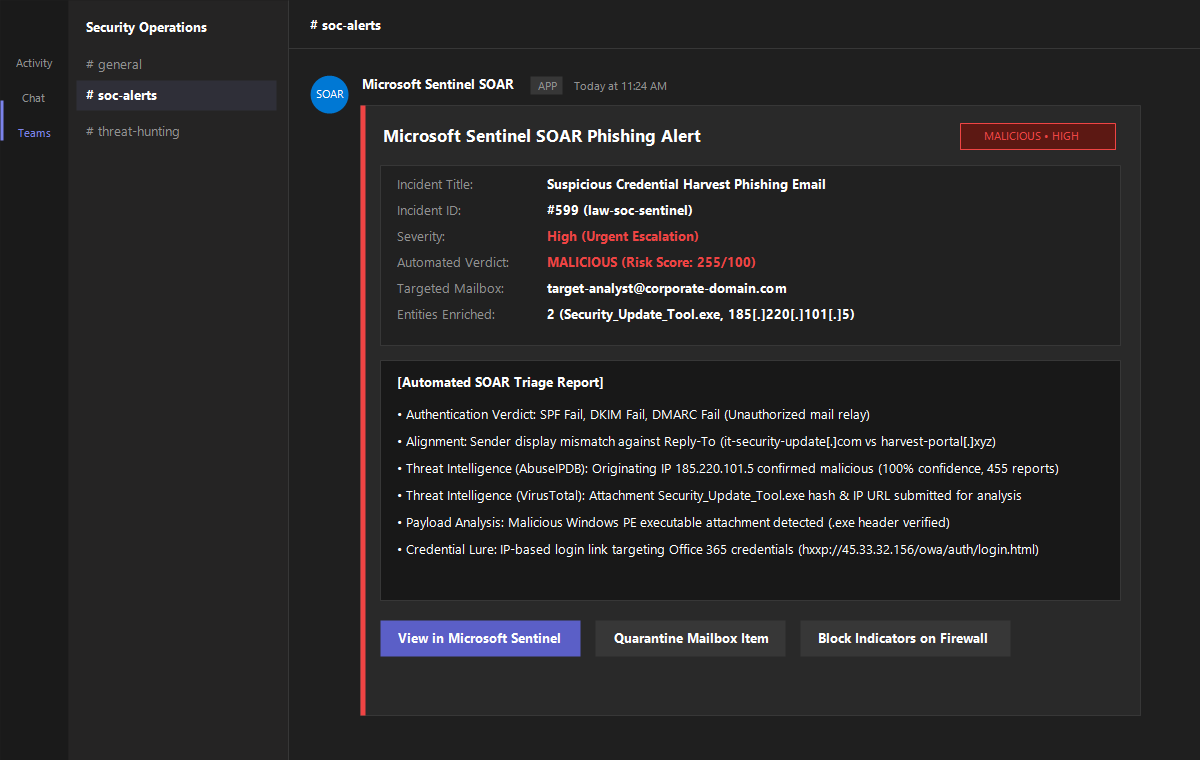 Security Operations
# soc-alerts
Activity
# general
Chat
# soc-alerts
Teams
# threat-hunting
SOAR
Microsoft Sentinel SOAR APP Today at 11:24 AM
Microsoft Sentinel SOAR Phishing Alert
MALICIOUS • HIGH
Incident Title: Suspicious Credential Harvest Phishing Email
Incident ID: #599 (law-soc-sentinel)
Severity: High (Urgent Escalation)
Automated Verdict: MALICIOUS (Risk Score: 255/100)
Targeted Mailbox: target-analyst@corporate-domain.com
Entities Enriched: 2 (Security_Update_Tool.exe, 185[.]220[.]101[.]5)
[Automated SOAR Triage Report]
• Authentication Verdict: SPF Fail, DKIM Fail, DMARC Fail (Unauthorized mail relay)
• Alignment: Sender display mismatch against Reply-To (it-security-update[.]com vs harvest-portal[.]xyz)
• Threat Intelligence (AbuseIPDB): Originating IP 185.220.101.5 confirmed malicious (100% confidence, 455 reports)
• Threat Intelligence (VirusTotal): Attachment Security_Update_Tool.exe hash & IP URL submitted for analysis
• Payload Analysis: Malicious Windows PE executable attachment detected (.exe header verified)
• Credential Lure: IP-based login link targeting Office 365 credentials (hxxp://45.33.32.156/owa/auth/login.html)
View in Microsoft Sentinel
Quarantine Mailbox Item
Block Indicators on Firewall